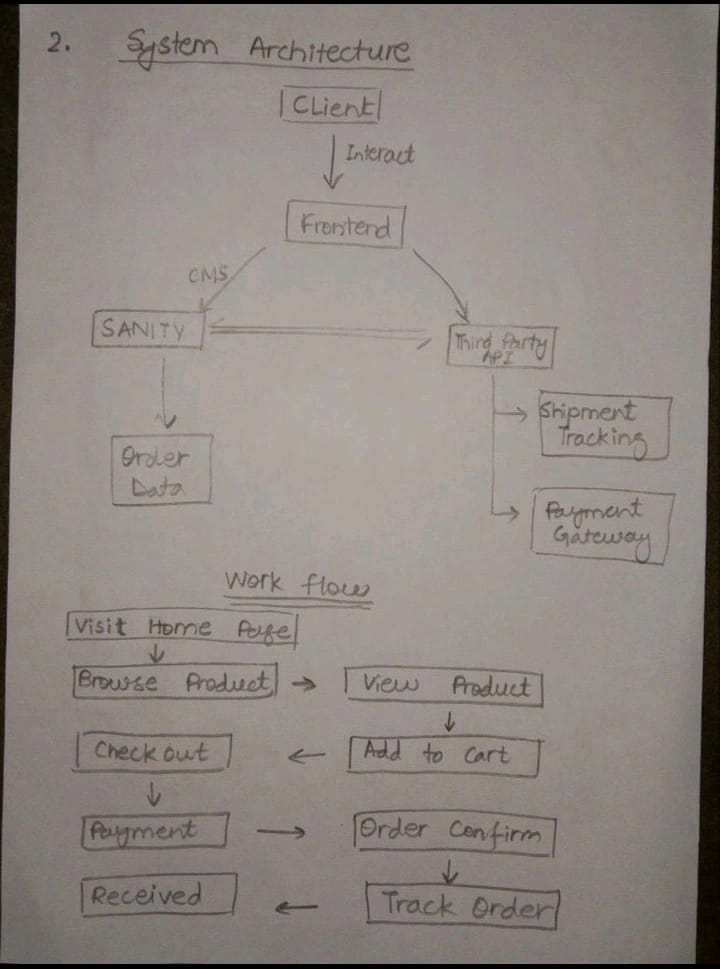 2. System Architecture
Client
Interact
Frontend
CMS
SANITY
Third Party
API
Shipment
Tracking
Order
Data
Payment
Gateway
Work flow
Visit Home Page
Browse Product → View Product
Check out ← Add to Cart
Payment → Order Confirm
Received ← Track Order